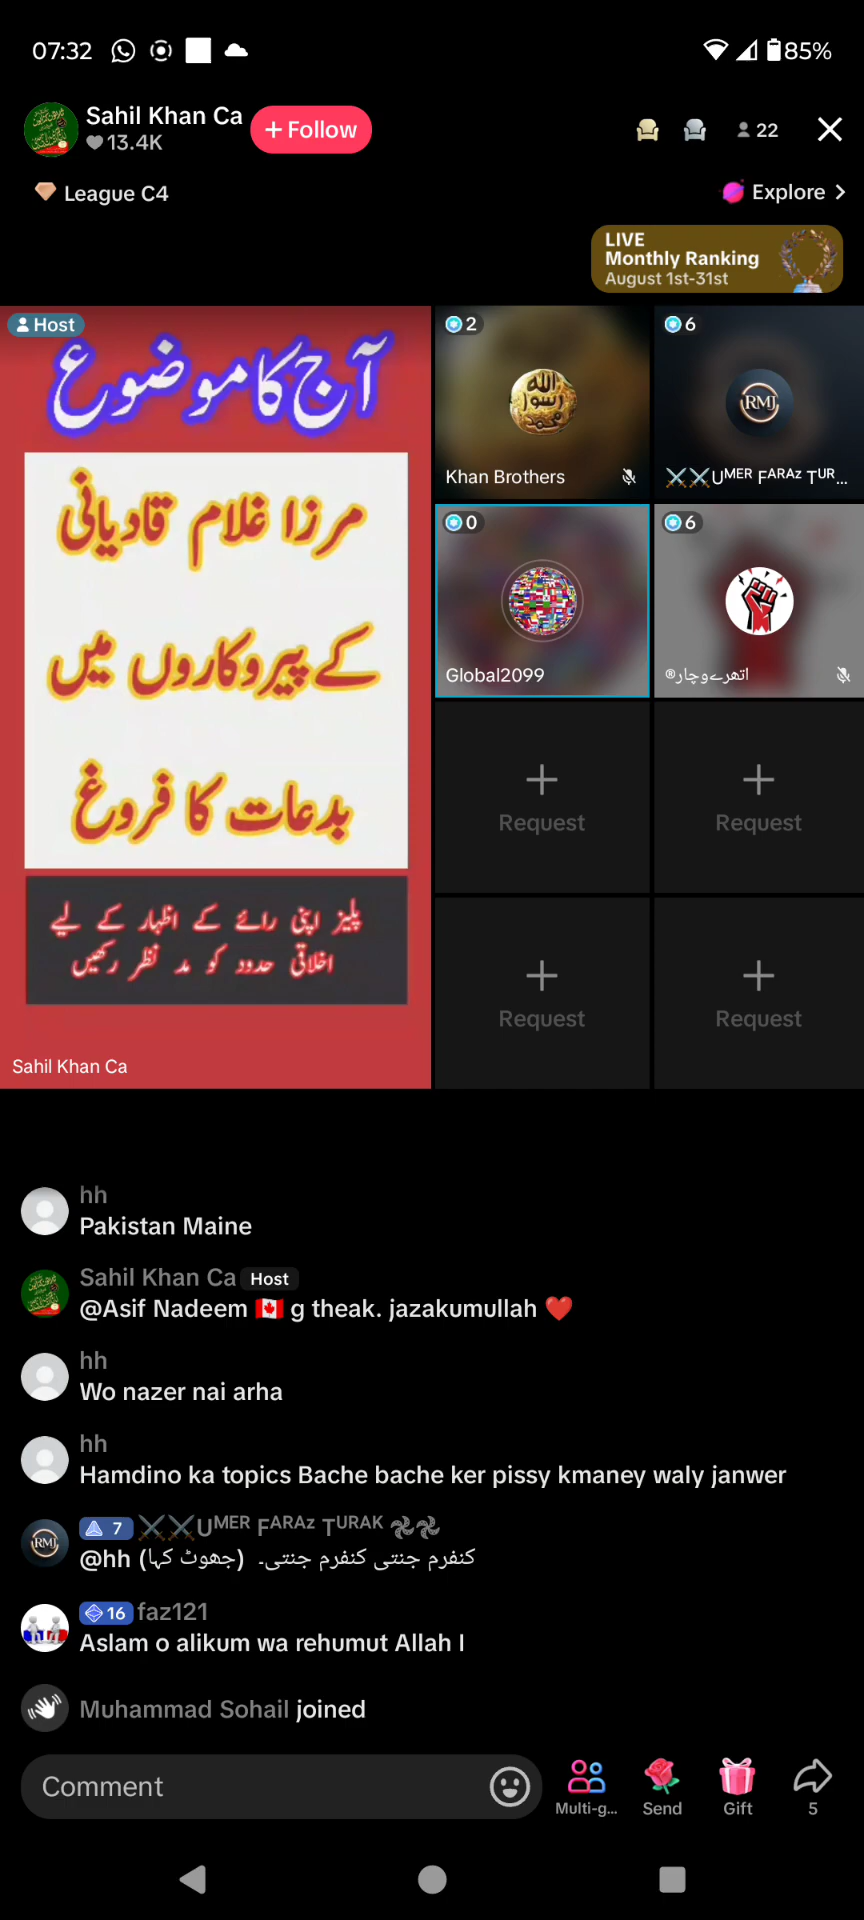 07:32
85%
Sahil Khan Ca
13.4K
+ Follow
22
League C4
Explore
LIVE
Monthly Ranking
August 1st-31st
Host
آج کا موضوع
مرزا غلام قادیانی
کے پیروکاروں میں
بدعات کا فروغ
پلیز اپنی رائے کے اظہار کے لیے
اخلاقی حدود کو مد نظر رکھیں
Sahil Khan Ca
2
الله
رسول
محمد
Khan Brothers
6
RMJ
⚔️⚔️Uᴹᴱᴿ Fᴬᴿᴬᶻ Tᵁᴿ...
0
Global2099
6
اتھرےوچار®
Request
Request
Request
Request
hh
Pakistan Maine
Sahil Khan Ca Host
@Asif Nadeem 🇨🇦 g theak. jazakumullah ❤️
hh
Wo nazer nai arha
hh
Hamdino ka topics Bache bache ker pissy kmaney waly janwer
RMJ
7 ⚔️⚔️Uᴹᴱᴿ Fᴬᴿᴬᶻ Tᵁᴿᴬᴷ
@hh (جھوٹ کہا) کنفرم جنتی کنفرم جنتی۔
16 faz121
Aslam o alikum wa rehumut Allah I
Muhammad Sohail joined
Comment
Multi-g...
Send
Gift
5